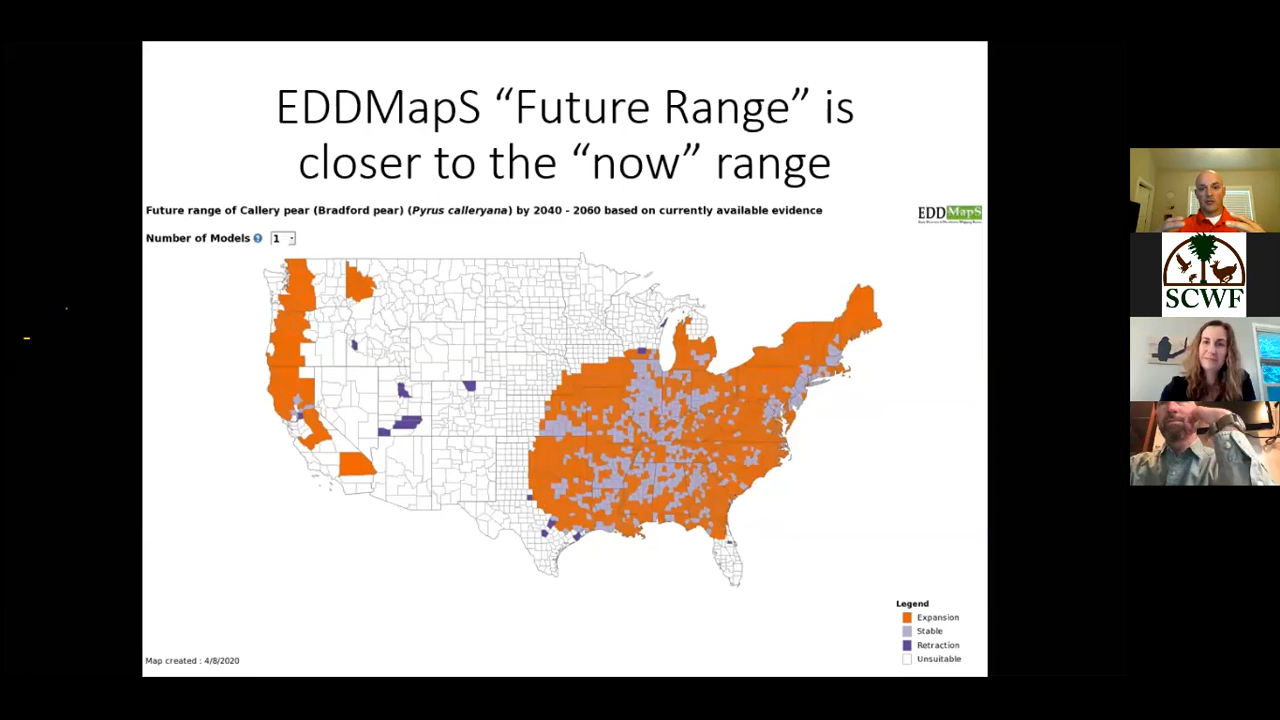 EDDMapS “Future Range” is
closer to the “now” range
Future range of Callery pear (Bradford pear) (Pyrus calleryana) by 2040 - 2060 based on currently available evidence
EDDMapS
Number of Models ? 1
SCWF
Legend
Expansion
Stable
Retraction
Unsuitable
Map created : 4/8/2020